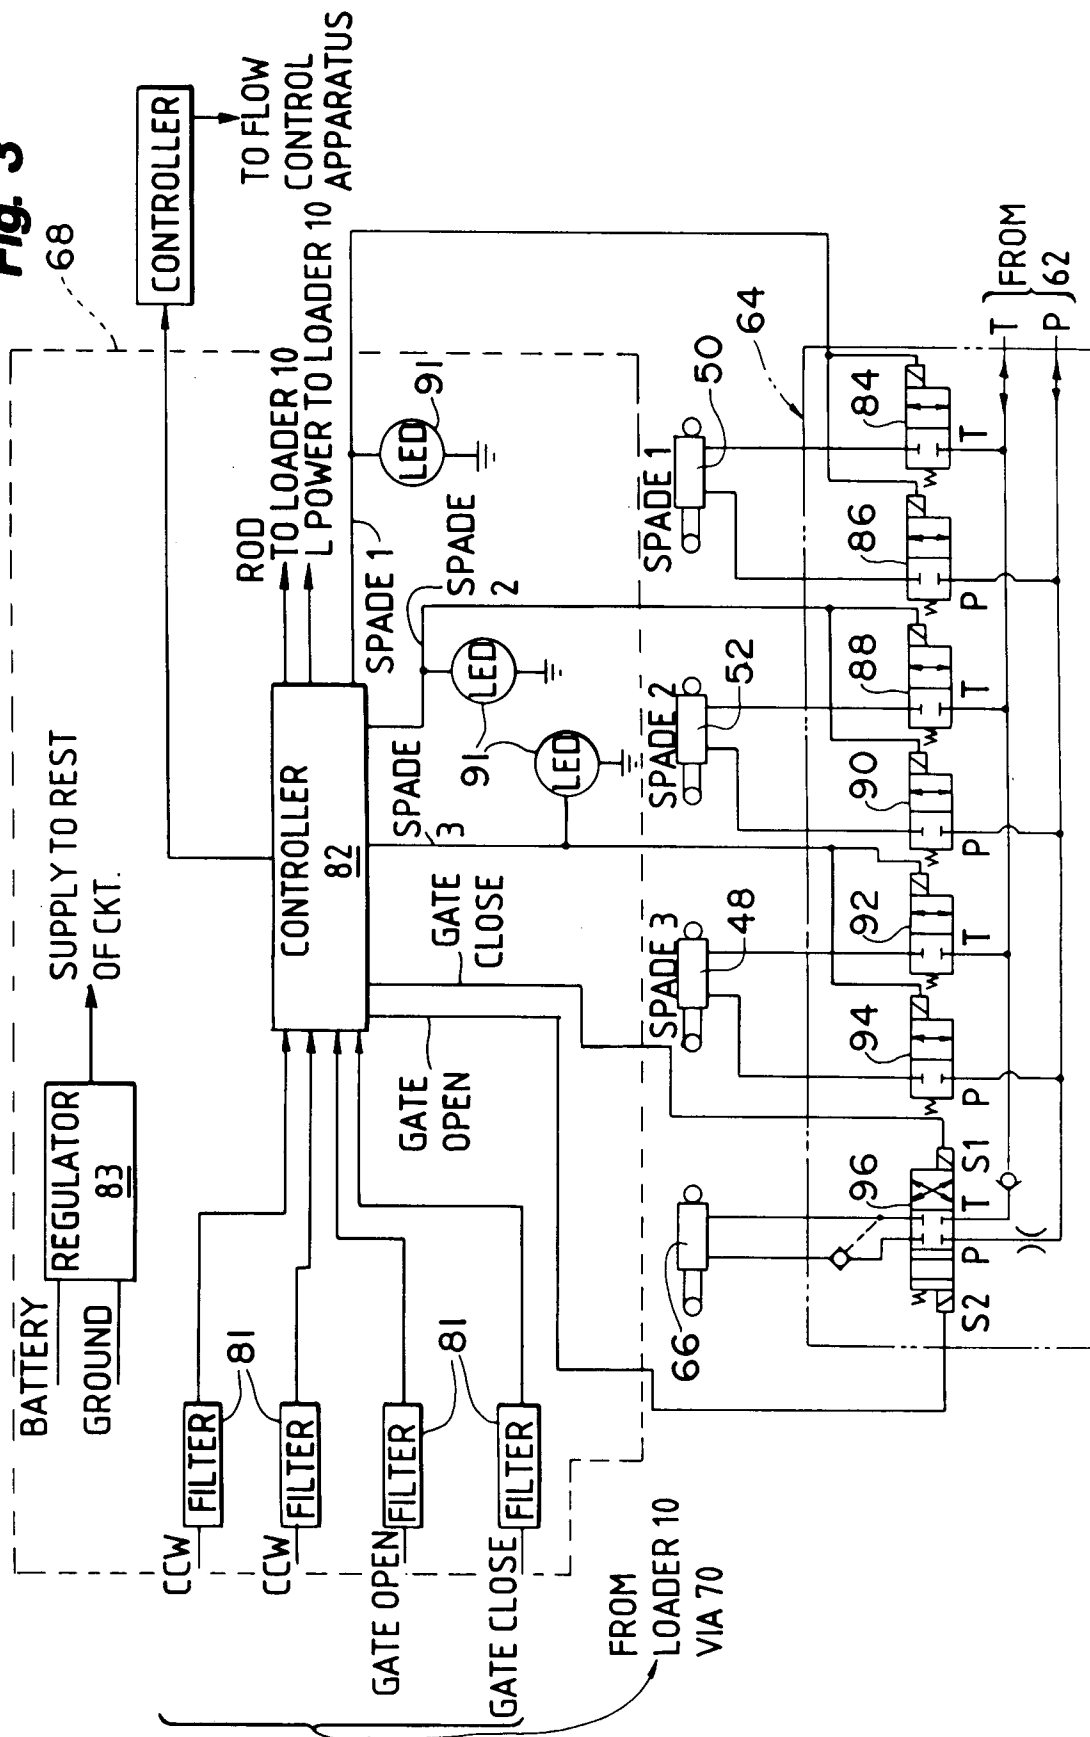 Fig. 3
68
CONTROLLER
TO FLOW
CONTROL
APPARATUS
BATTERY
GROUND
REGULATOR
83
SUPPLY TO REST
OF CKT.
CCW
FILTER
CCW
FILTER
GATE OPEN
FILTER
GATE CLOSE
FILTER
81
81
FROM
LOADER 10
VIA 70
CONTROLLER
82
ROD
TO LOADER 10
L POWER TO LOADER 10
SPADE 1
LED
91
SPADE
2
LED
91
LED
SPADE
3
GATE
CLOSE
GATE
OPEN
66
SPADE 3
48
SPADE 2
52
SPADE 1
50
64
S2
P
T
S1
96
94
P
92
T
90
P
88
T
86
P
84
T
T
P
FROM
62